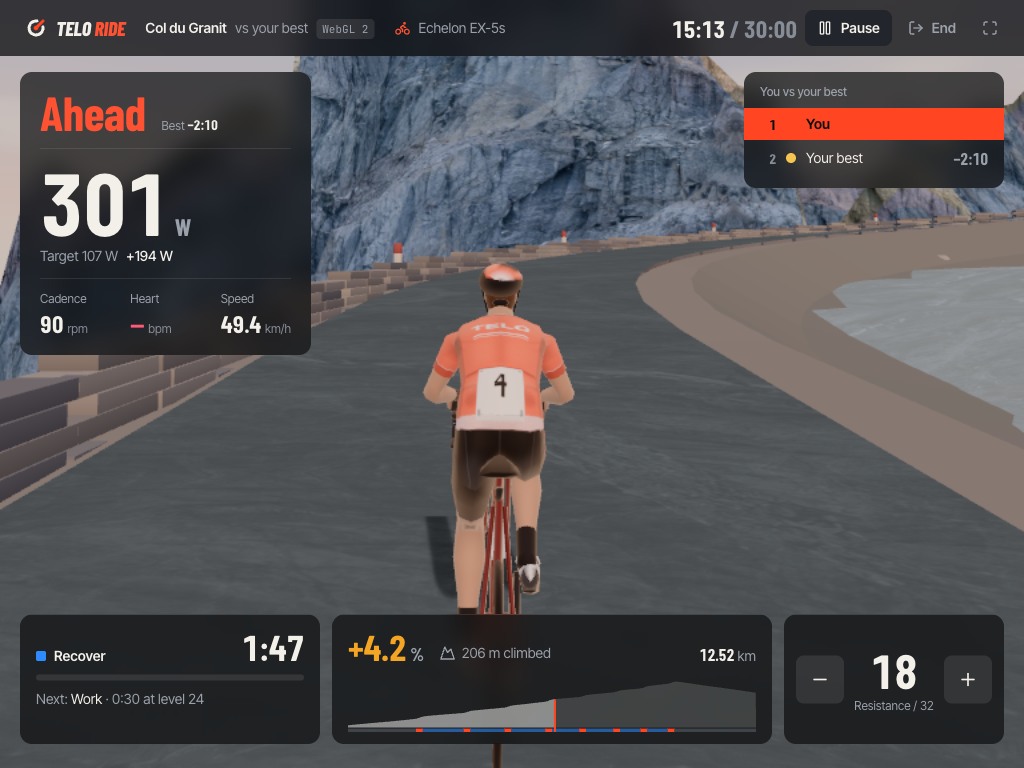 TELO RIDE Col du Granit vs your best WebGL 2 Echelon EX-5s 15:13 / 30:00 Pause End
Ahead Best −2:10
301 W
Target 107 W +194 W
Cadence Heart Speed
90 rpm — bpm 49.4 km/h
You vs your best
1 You
2 Your best −2:10
TELO
4
Recover 1:47
Next: Work · 0:30 at level 24
+4.2 % 206 m climbed 12.52 km
− 18 +
Resistance / 32